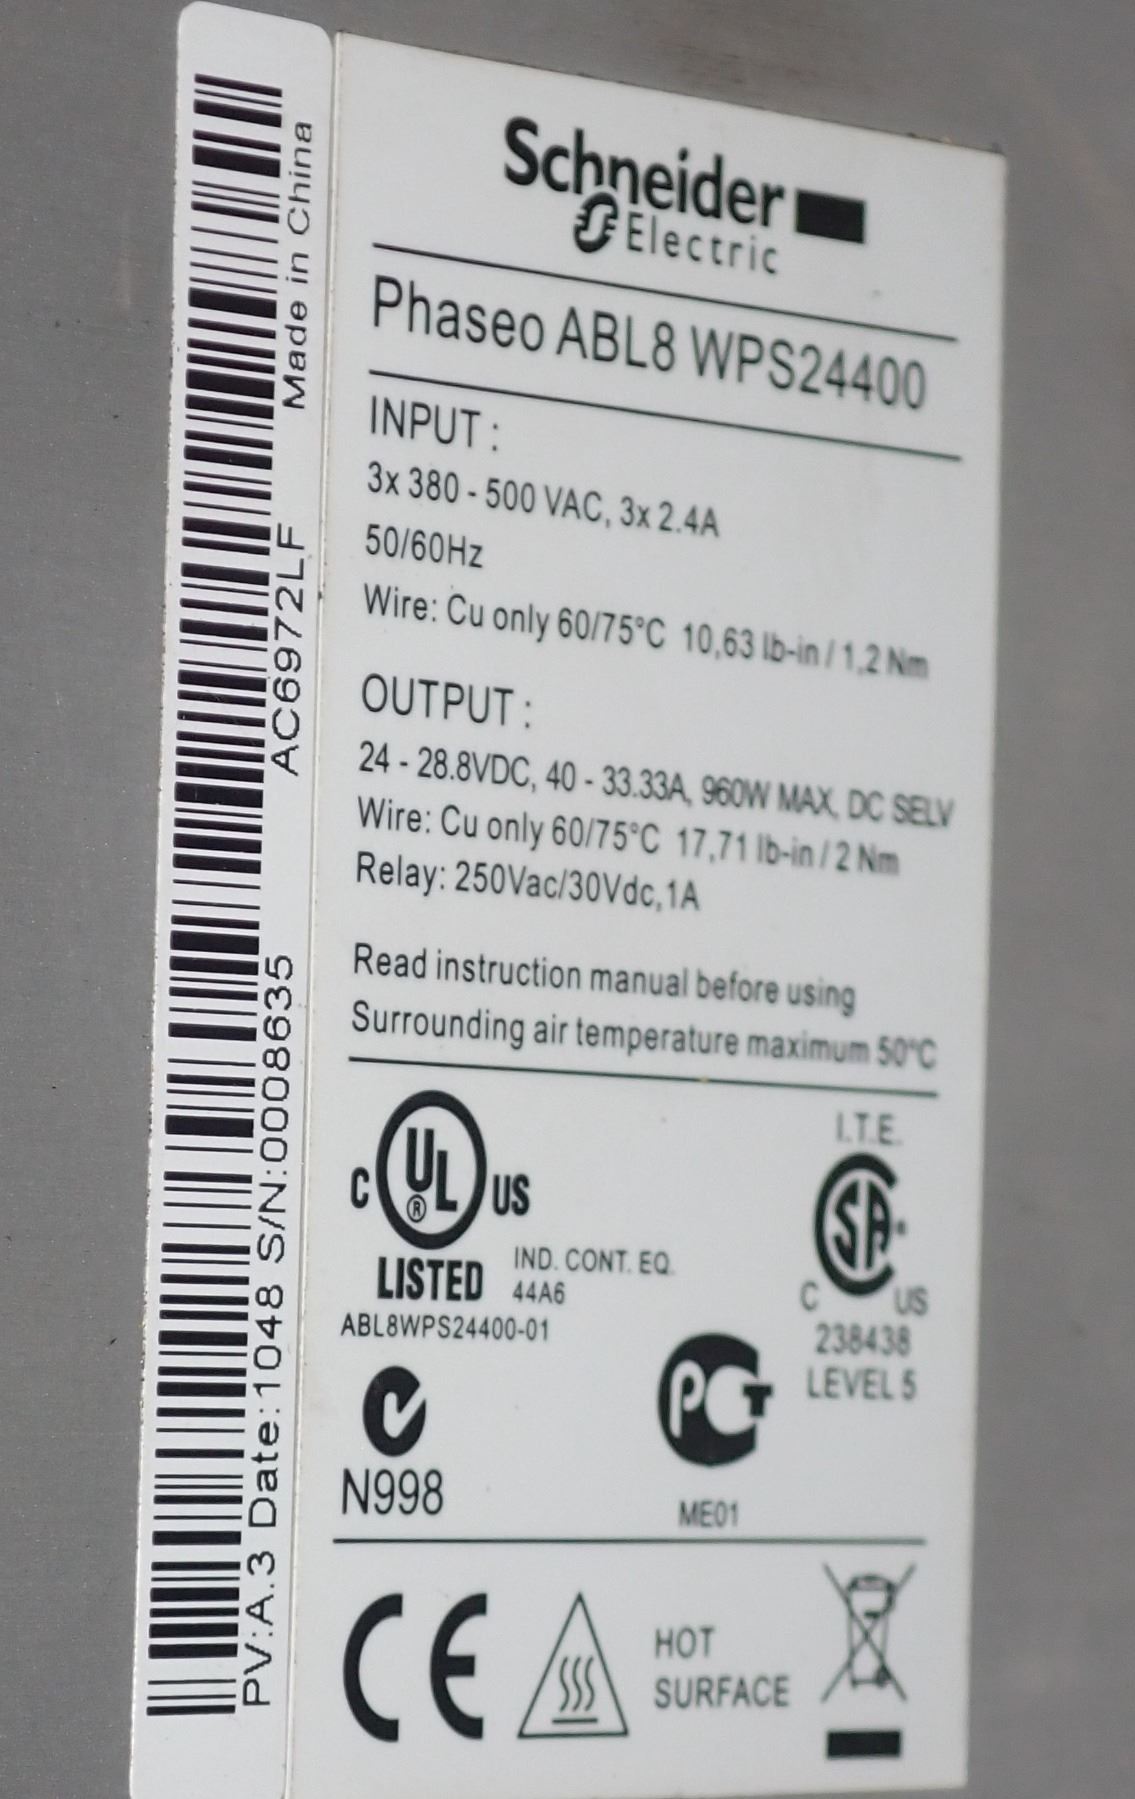 Schneider
Electric
Phaseo ABL8 WPS24400
INPUT :
3x 380 - 500 VAC, 3x 2.4A
50/60Hz
Wire: Cu only 60/75°C 10,63 lb-in / 1,2 Nm
OUTPUT :
24 - 28.8VDC, 40 - 33.33A, 960W MAX, DC SELV
Wire: Cu only 60/75°C 17,71 lb-in / 2 Nm
Relay: 250Vac/30Vdc,1A
Read instruction manual before using
Surrounding air temperature maximum 50°C
C UL ® US
LISTED
IND. CONT. EQ.
44A6
ABL8WPS24400-01
I.T.E.
SA ®
C US
238438
LEVEL 5
N998
PCT
ME01
CE
HOT
SURFACE
PV:A.3 Date:1048 S/N:0008635
AC6972LF
Made in China